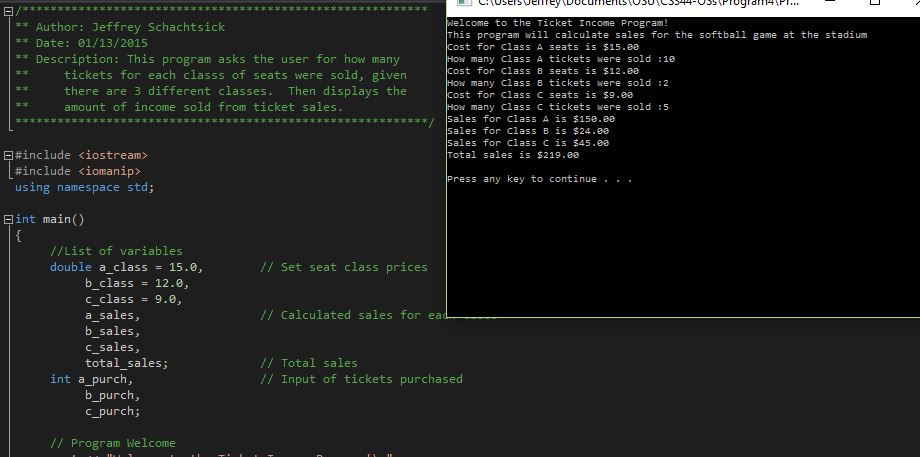 /***********************************************************
** Author: Jeffrey Schachtsick
** Date: 01/13/2015
** Description: This program asks the user for how many
**     tickets for each classs of seats were sold, given
**     there are 3 different classes.  Then displays the
**     amount of income sold from ticket sales.
***********************************************************/
#include <iostream>
#include <iomanip>
using namespace std;
int main()
{
//List of variables
double a_class = 15.0,        // Set seat class prices
b_class = 12.0,
c_class = 9.0,
a_sales,             // Calculated sales for each class
b_sales,
c_sales,
total_sales;         // Total sales
int a_purch,                  // Input of tickets purchased
b_purch,
c_purch;
// Program Welcome
C:\Users\Jeffrey\Documents\OSU\C3544-OSs\Program4\Pr...
Welcome to the Ticket Income Program!
This program will calculate sales for the softball game at the stadium
Cost for Class A seats is $15.00
How many Class A tickets were sold :10
Cost for Class B seats is $12.00
How many Class B tickets were sold :2
Cost for Class C seats is $9.00
How many Class C tickets were sold :5
Sales for Class A is $150.00
Sales for Class B is $24.00
Sales for Class C is $45.00
Total sales is $219.00
Press any key to continue . . .